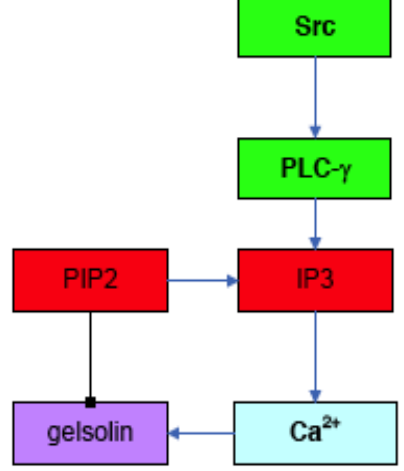 Src
PLC-γ
PIP2
IP3
gelsolin
Ca²⁺